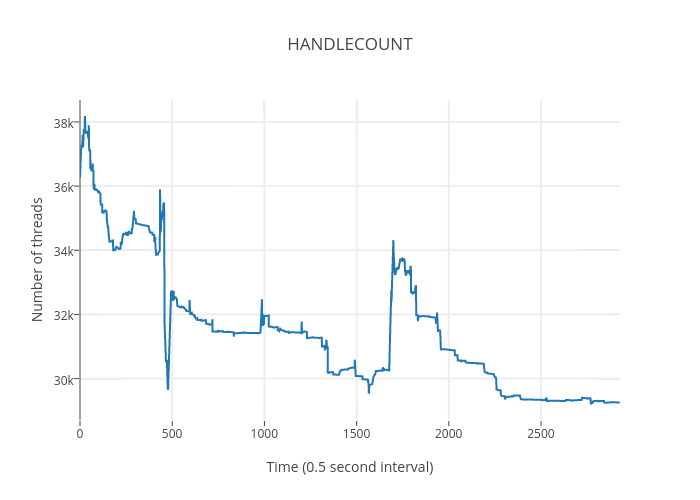 HANDLECOUNT
38k
36k
34k
32k
30k
Number of threads
0 500 1000 1500 2000 2500
Time (0.5 second interval)